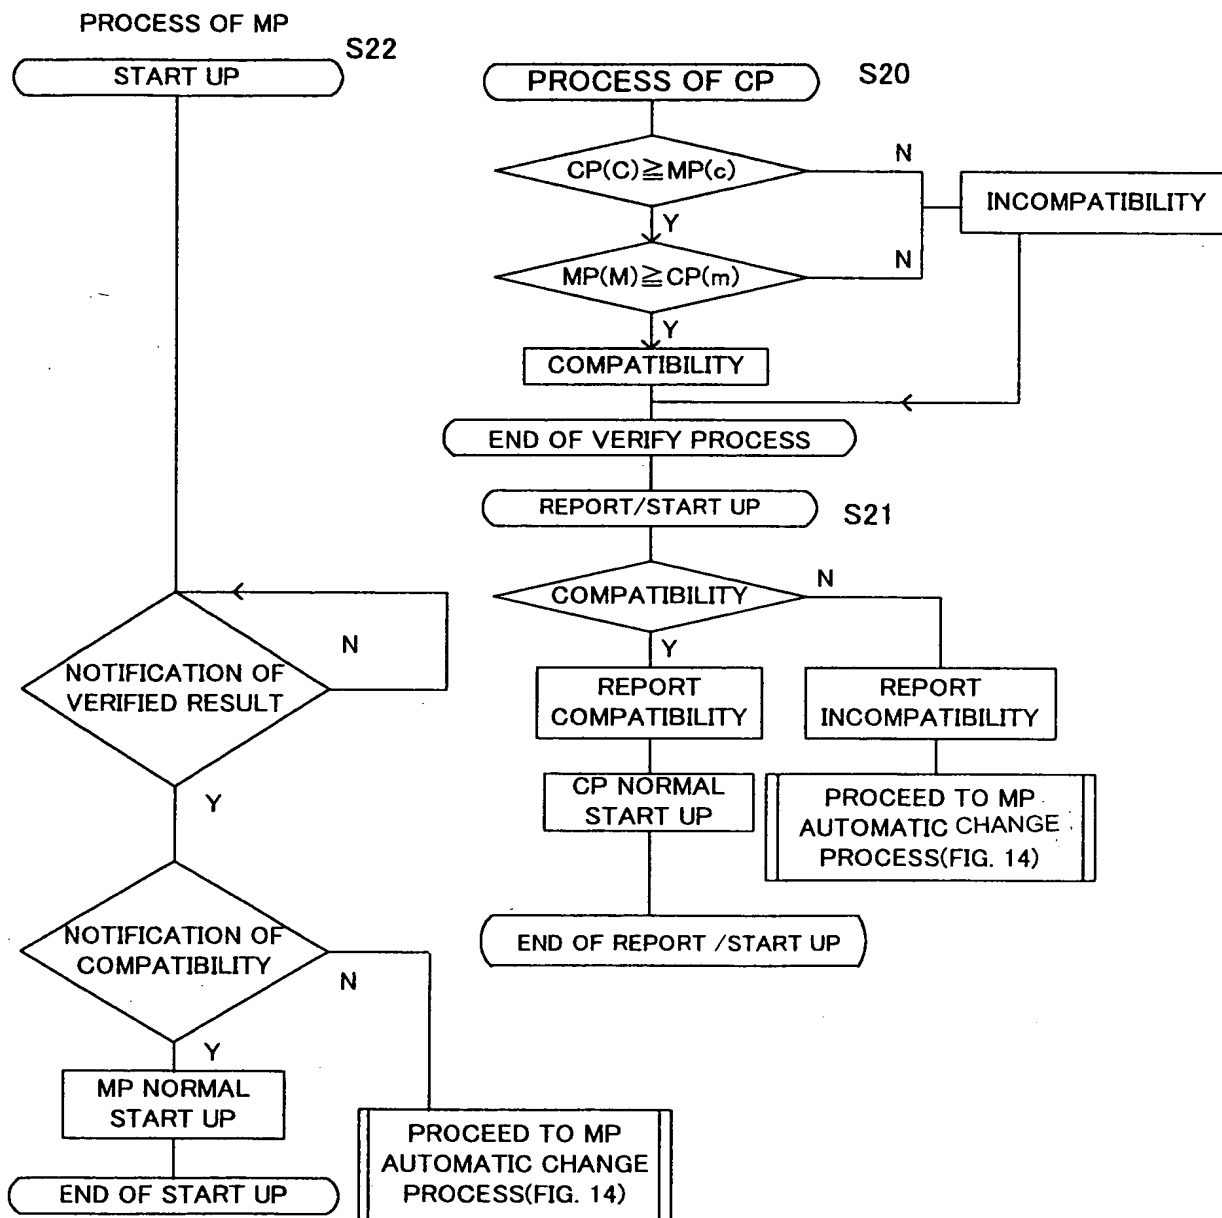 PROCESS OF MP
S22
START UP
NOTIFICATION OF
VERIFIED RESULT
N
Y
NOTIFICATION OF
COMPATIBILITY
N
Y
MP NORMAL
START UP
END OF START UP
PROCEED TO MP
AUTOMATIC CHANGE
PROCESS(FIG. 14)
PROCESS OF CP
S20
CP(C)≧MP(c)
N
Y
INCOMPATIBILITY
MP(M)≧CP(m)
N
Y
COMPATIBILITY
END OF VERIFY PROCESS
REPORT/START UP
S21
COMPATIBILITY
N
Y
REPORT
COMPATIBILITY
REPORT
INCOMPATIBILITY
CP NORMAL
START UP
PROCEED TO MP
AUTOMATIC CHANGE
PROCESS(FIG. 14)
END OF REPORT /START UP